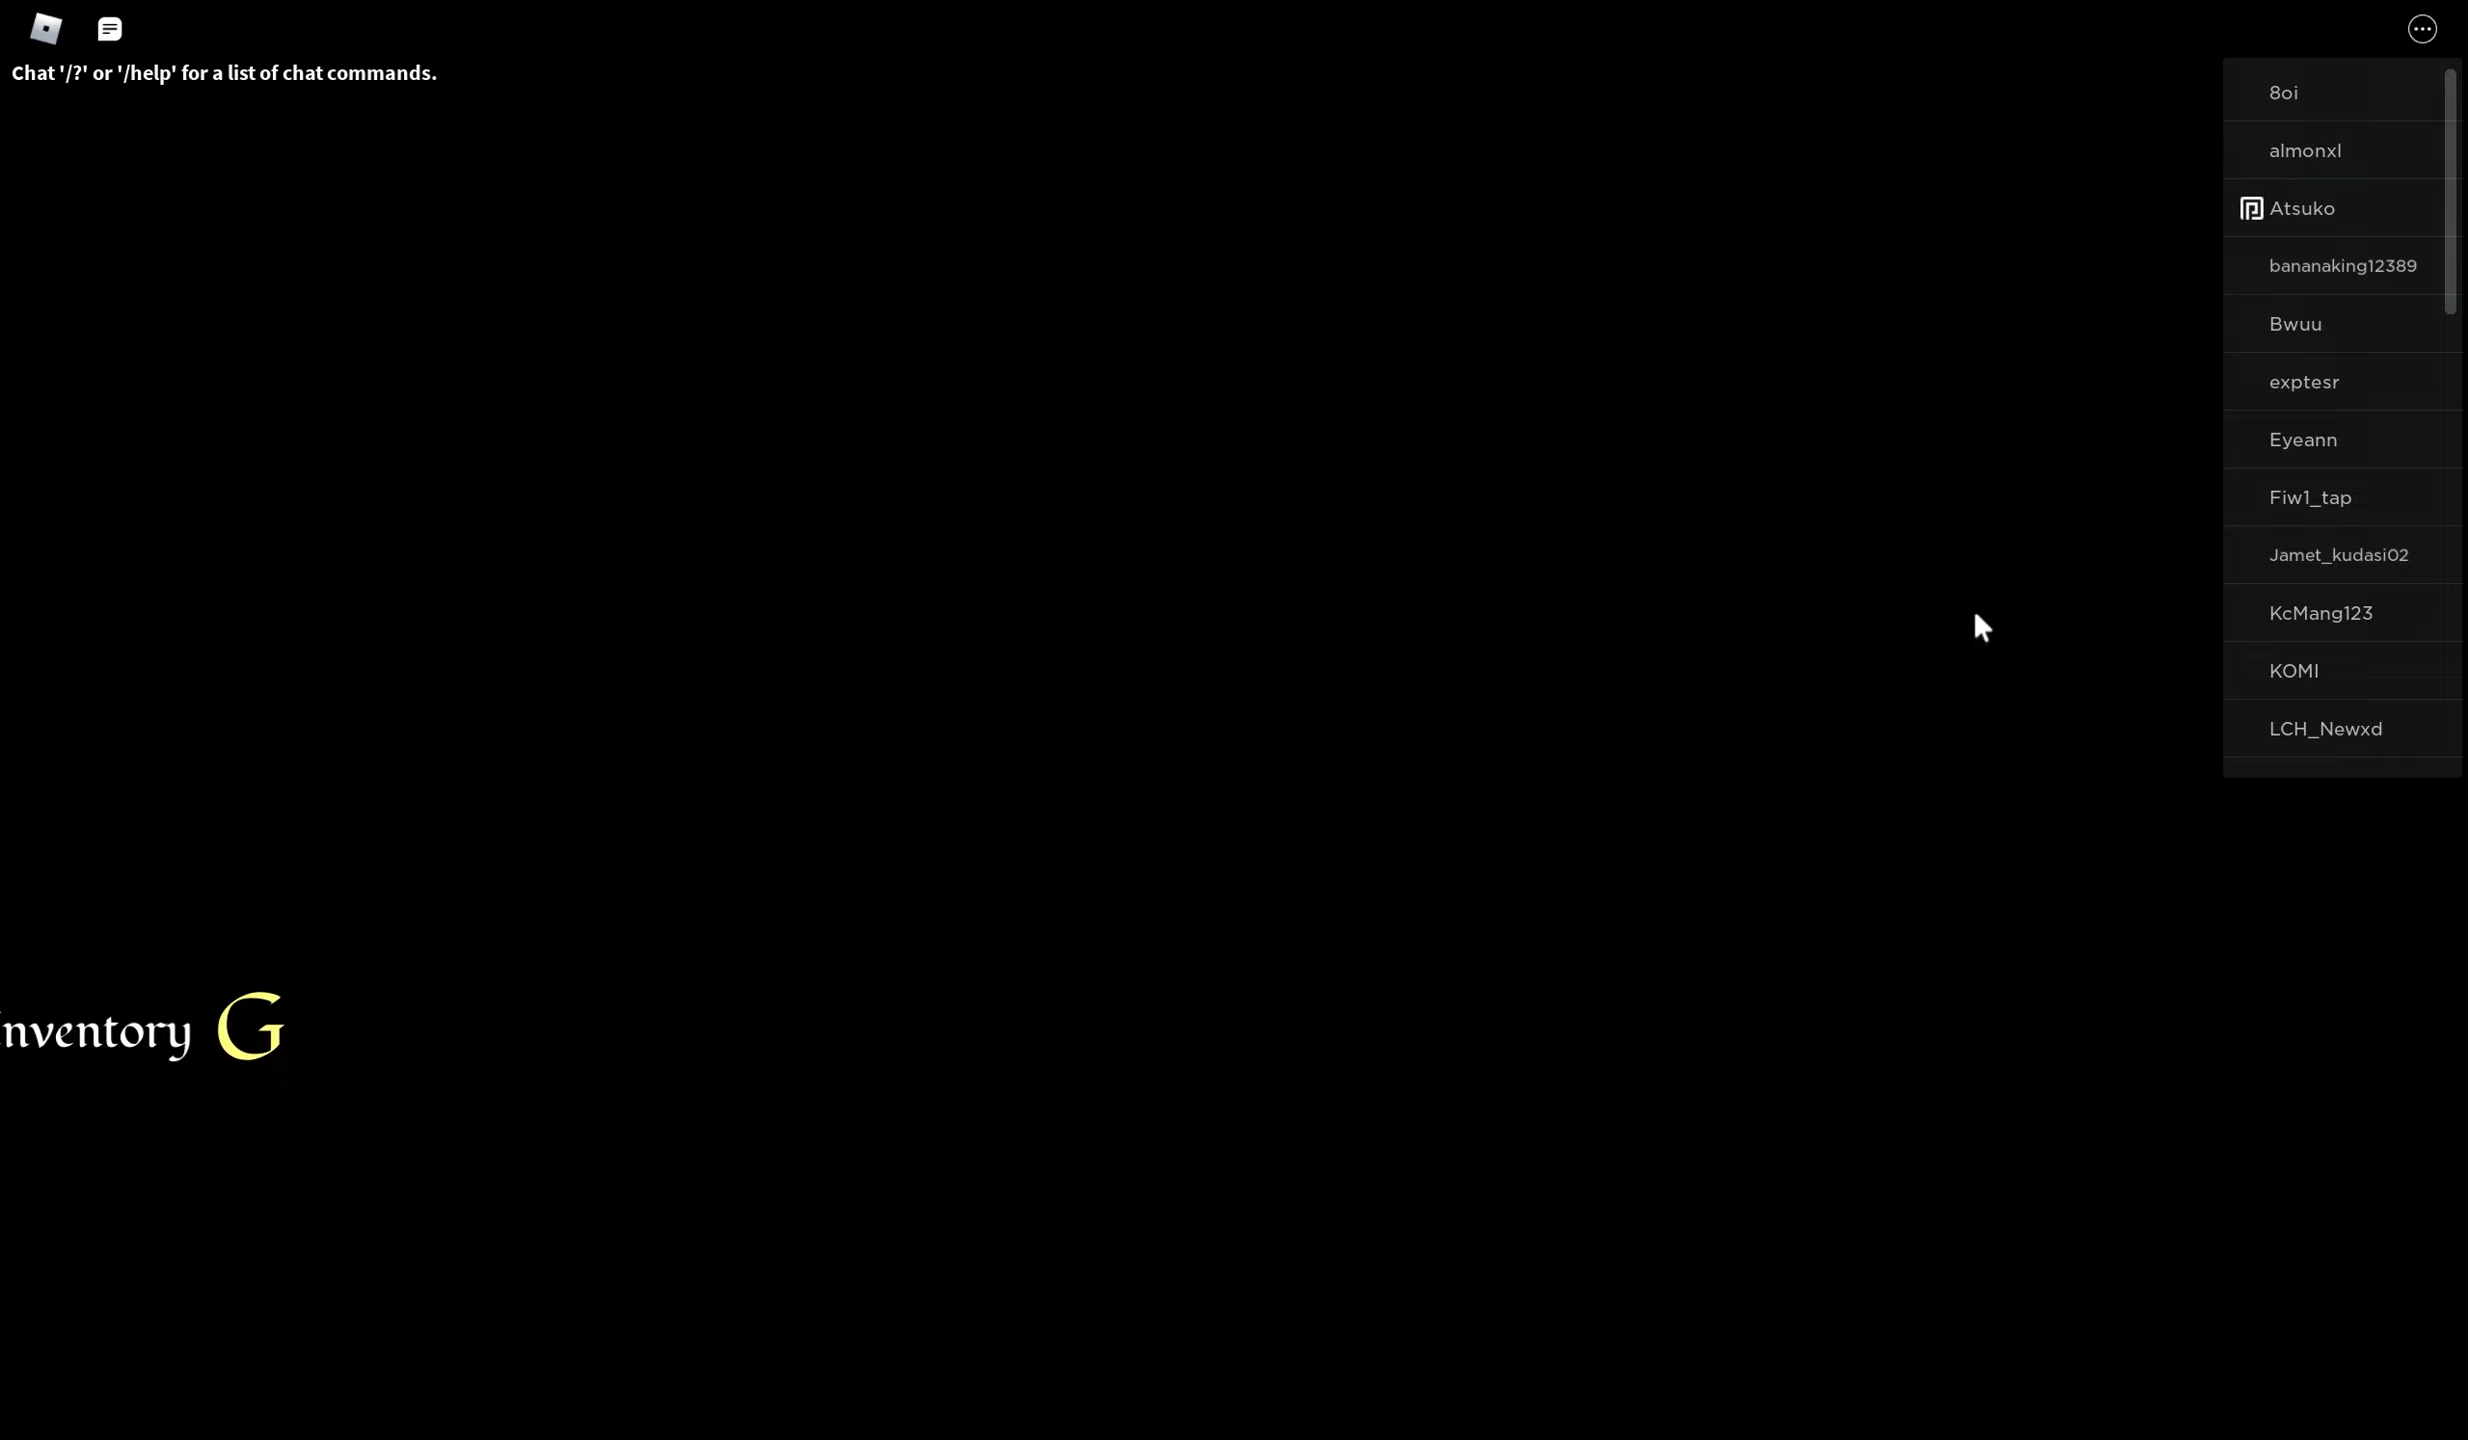 Chat '/?' or '/help' for a list of chat commands.
8oi
almonxl
Atsuko
bananaking12389
Bwuu
exptesr
Eyeann
Fiw1_tap
Jamet_kudasi02
KcMang123
KOMI
LCH_Newxd
nventory G